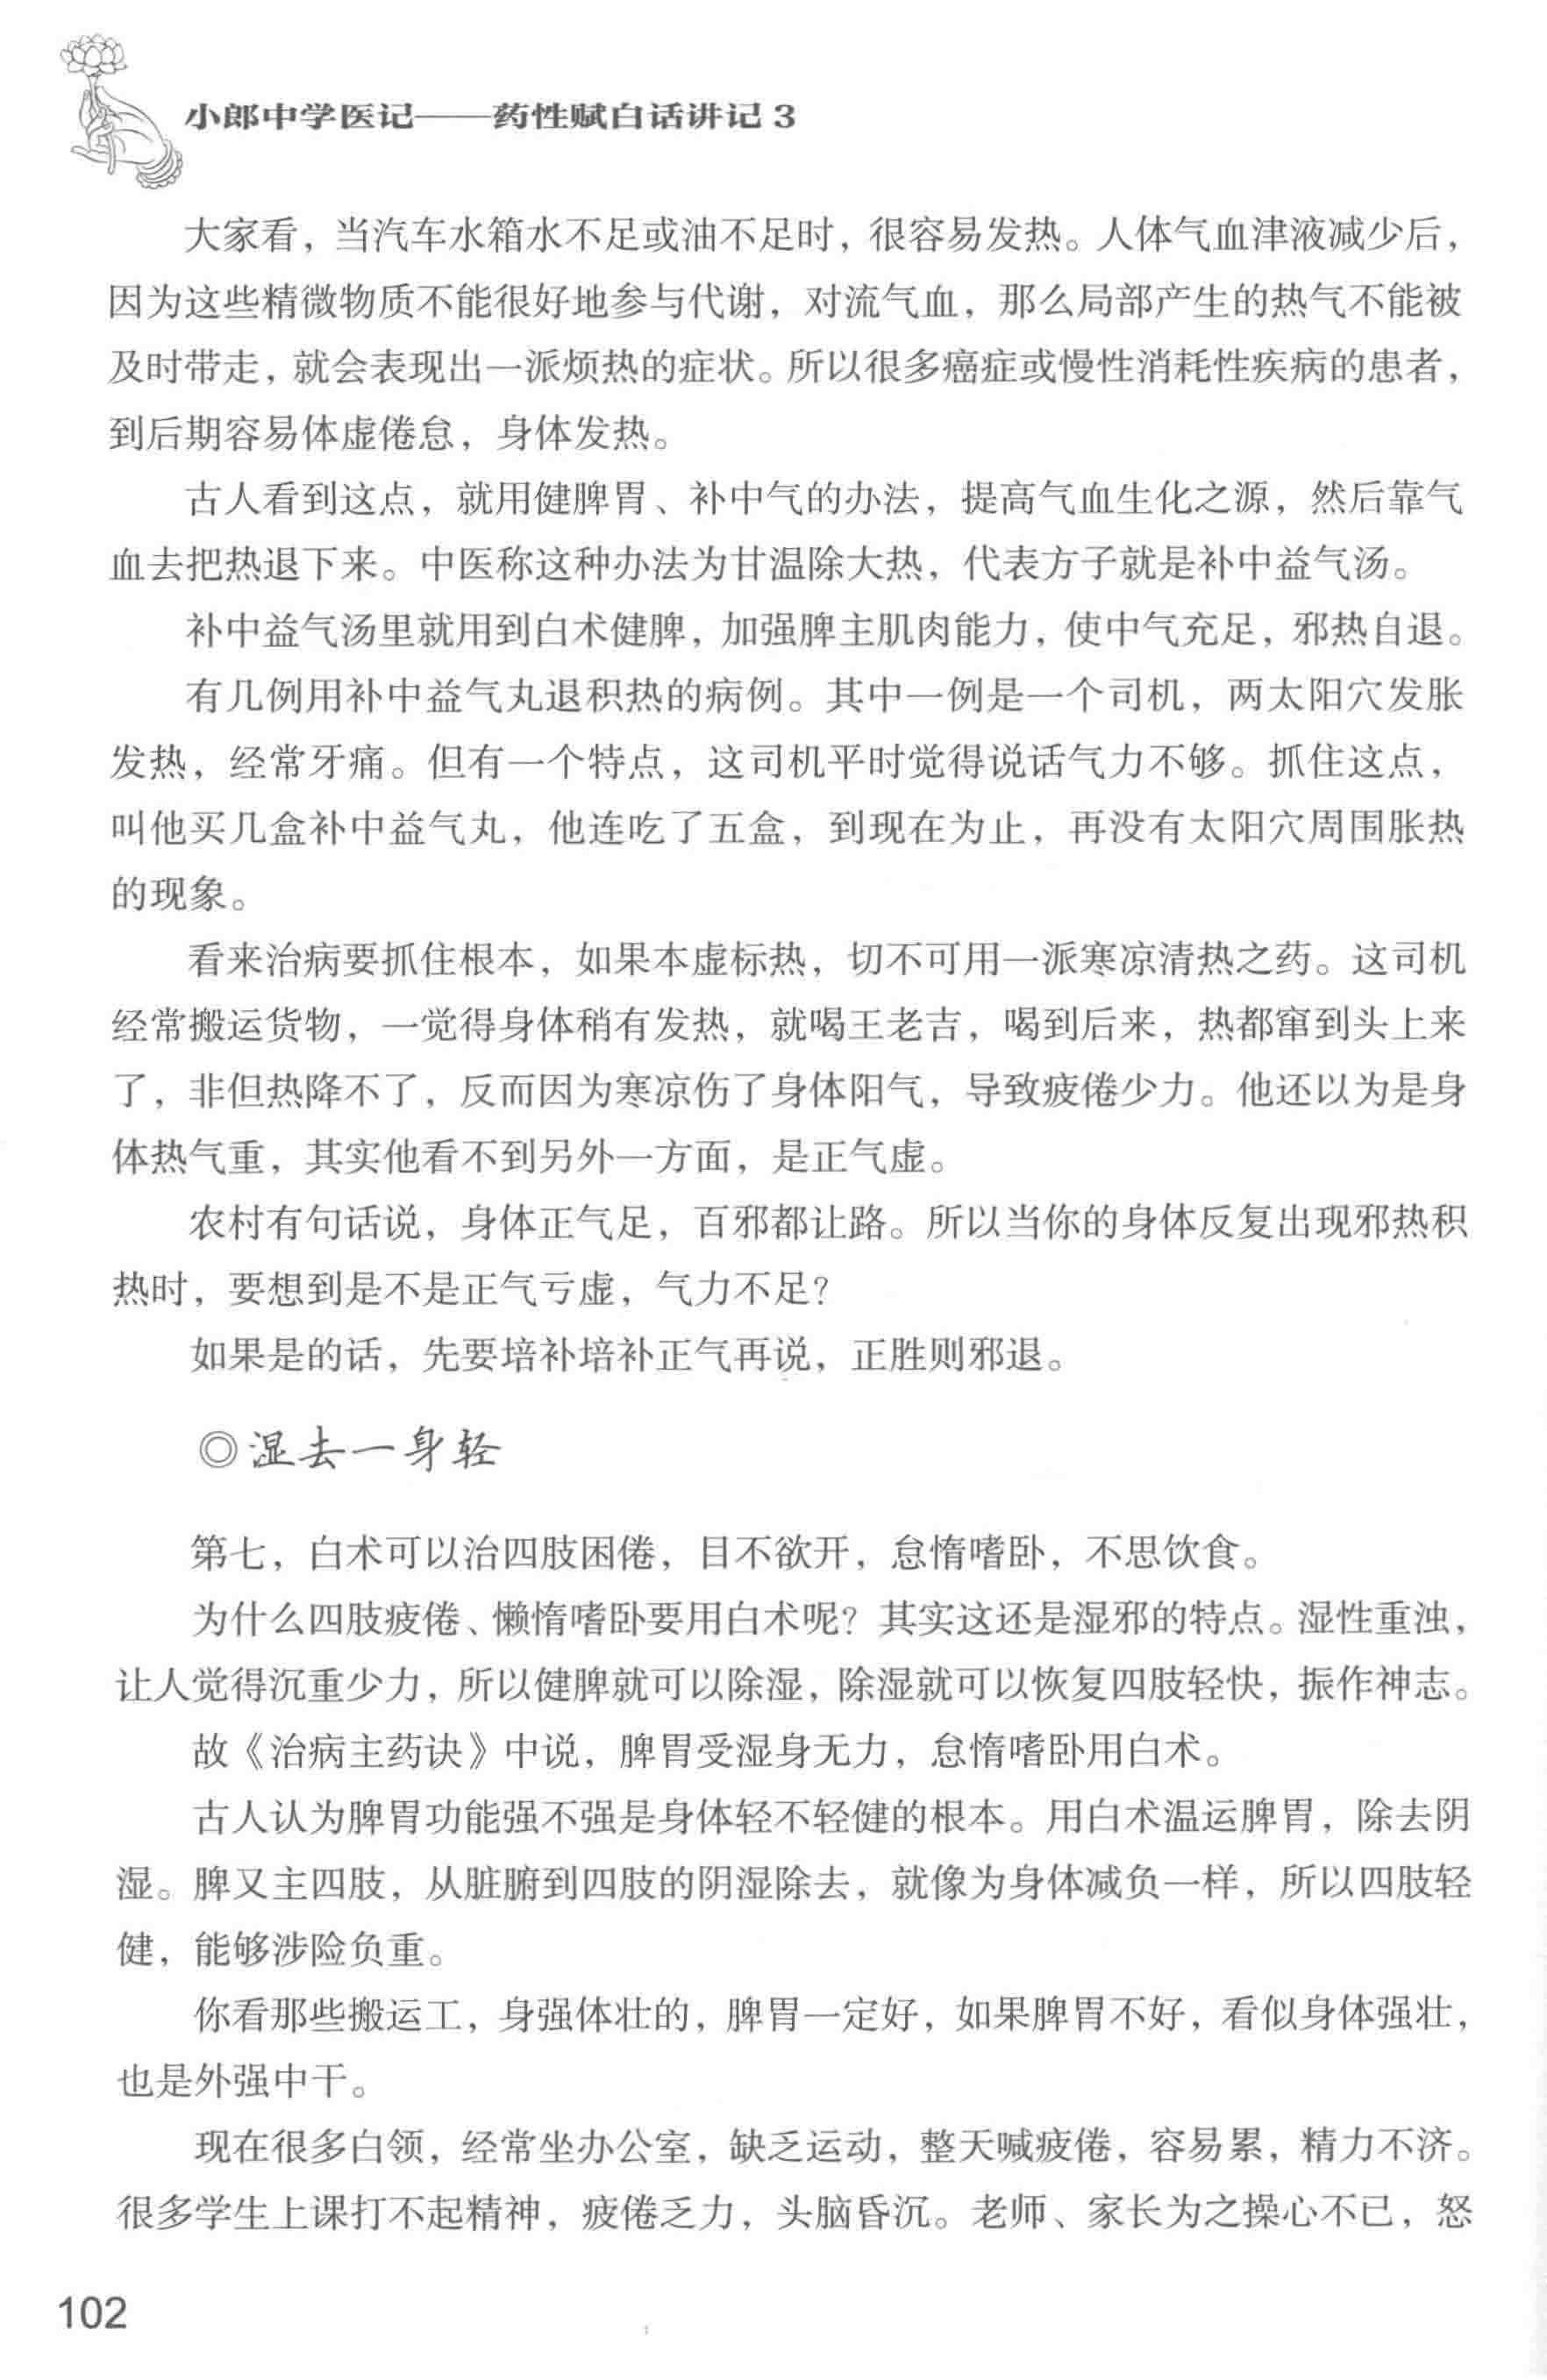 小郎中学医记——药性赋白话讲记 3
大家看，当汽车水箱水不足或油不足时，很容易发热。人体气血津液减少后，
因为这些精微物质不能很好地参与代谢，对流气血，那么局部产生的热气不能被
及时带走，就会表现出一派烦热的症状。所以很多癌症或慢性消耗性疾病的患者，
到后期容易体虚倦怠，身体发热。
古人看到这点，就用健脾胃、补中气的办法，提高气血生化之源，然后靠气
血去把热退下来。中医称这种办法为甘温除大热，代表方子就是补中益气汤。
补中益气汤里就用到白术健脾，加强脾主肌肉能力，使中气充足，邪热自退。
有几例用补中益气丸退积热的病例。其中一例是一个司机，两太阳穴发胀
发热，经常牙痛。但有一个特点，这司机平时觉得说话气力不够。抓住这点，
叫他买几盒补中益气丸，他连吃了五盒，到现在为止，再没有太阳穴周围胀热
的现象。
看来治病要抓住根本，如果本虚标热，切不可用一派寒凉清热之药。这司机
经常搬运货物，一觉得身体稍有发热，就喝王老吉，喝到后来，热都窜到头上来
了，非但热降不了，反而因为寒凉伤了身体阳气，导致疲倦少力。他还以为是身
体热气重，其实他看不到另外一方面，是正气虚。
农村有句话说，身体正气足，百邪都让路。所以当你的身体反复出现邪热积
热时，要想到是不是正气亏虚，气力不足？
如果是的话，先要培补培补正气再说，正胜则邪退。
◎湿去一身轻
第七，白术可以治四肢困倦，目不欲开，怠惰嗜卧，不思饮食。
为什么四肢疲倦、懒惰嗜卧要用白术呢？其实这还是湿邪的特点。湿性重浊，
让人觉得沉重少力，所以健脾就可以除湿，除湿就可以恢复四肢轻快，振作神志。
故《治病主药诀》中说，脾胃受湿身无力，怠惰嗜卧用白术。
古人认为脾胃功能强不强是身体轻不轻健的根本。用白术温运脾胃，除去阴
湿。脾又主四肢，从脏腑到四肢的阴湿除去，就像为身体减负一样，所以四肢轻
健，能够涉险负重。
你看那些搬运工，身强体壮的，脾胃一定好，如果脾胃不好，看似身体强壮，
也是外强中干。
现在很多白领，经常坐办公室，缺乏运动，整天喊疲倦，容易累，精力不济。
很多学生上课打不起精神，疲倦乏力，头脑昏沉。老师、家长为之操心不已，怒
102